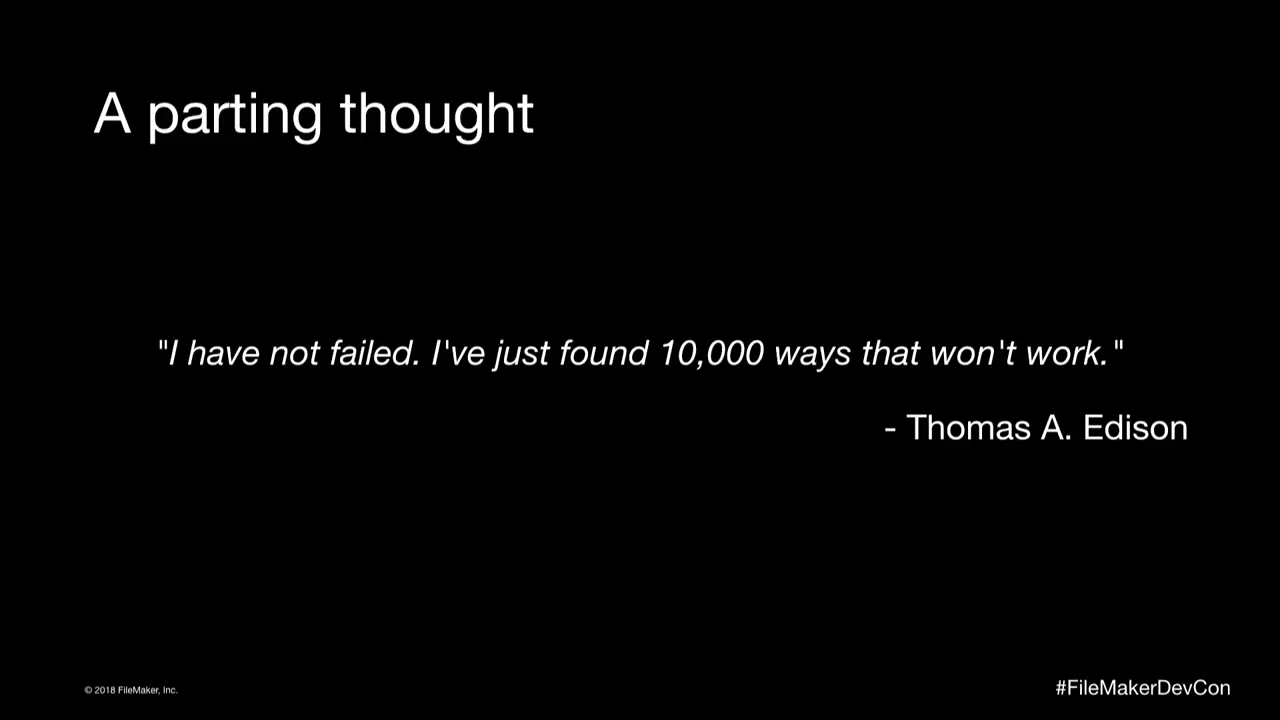 A parting thought
"I have not failed. I've just found 10,000 ways that won't work."
- Thomas A. Edison
© 2018 FileMaker, Inc.
#FileMakerDevCon